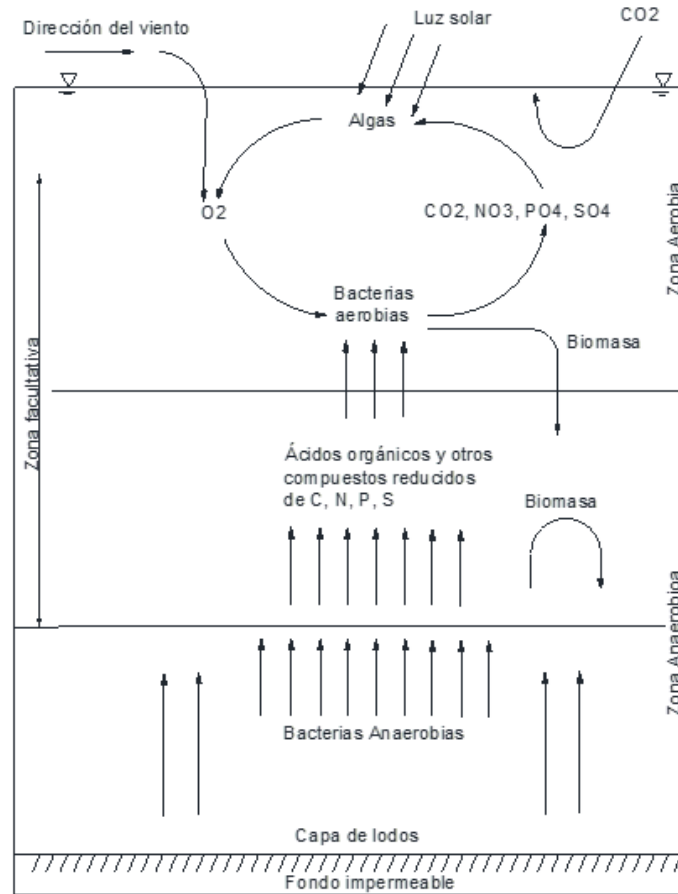 Dirección del viento
Luz solar
CO2
Algas
O2
CO2, NO3, PO4, SO4
Zona Aerobia
Bacterias
aerobias
Biomasa
Zona facultativa
Ácidos orgánicos y otros
compuestos reducidos
de C, N, P, S
Biomasa
Zona Anaerobioa
Bacterias Anaerobias
Capa de lodos
Fondo impermeable